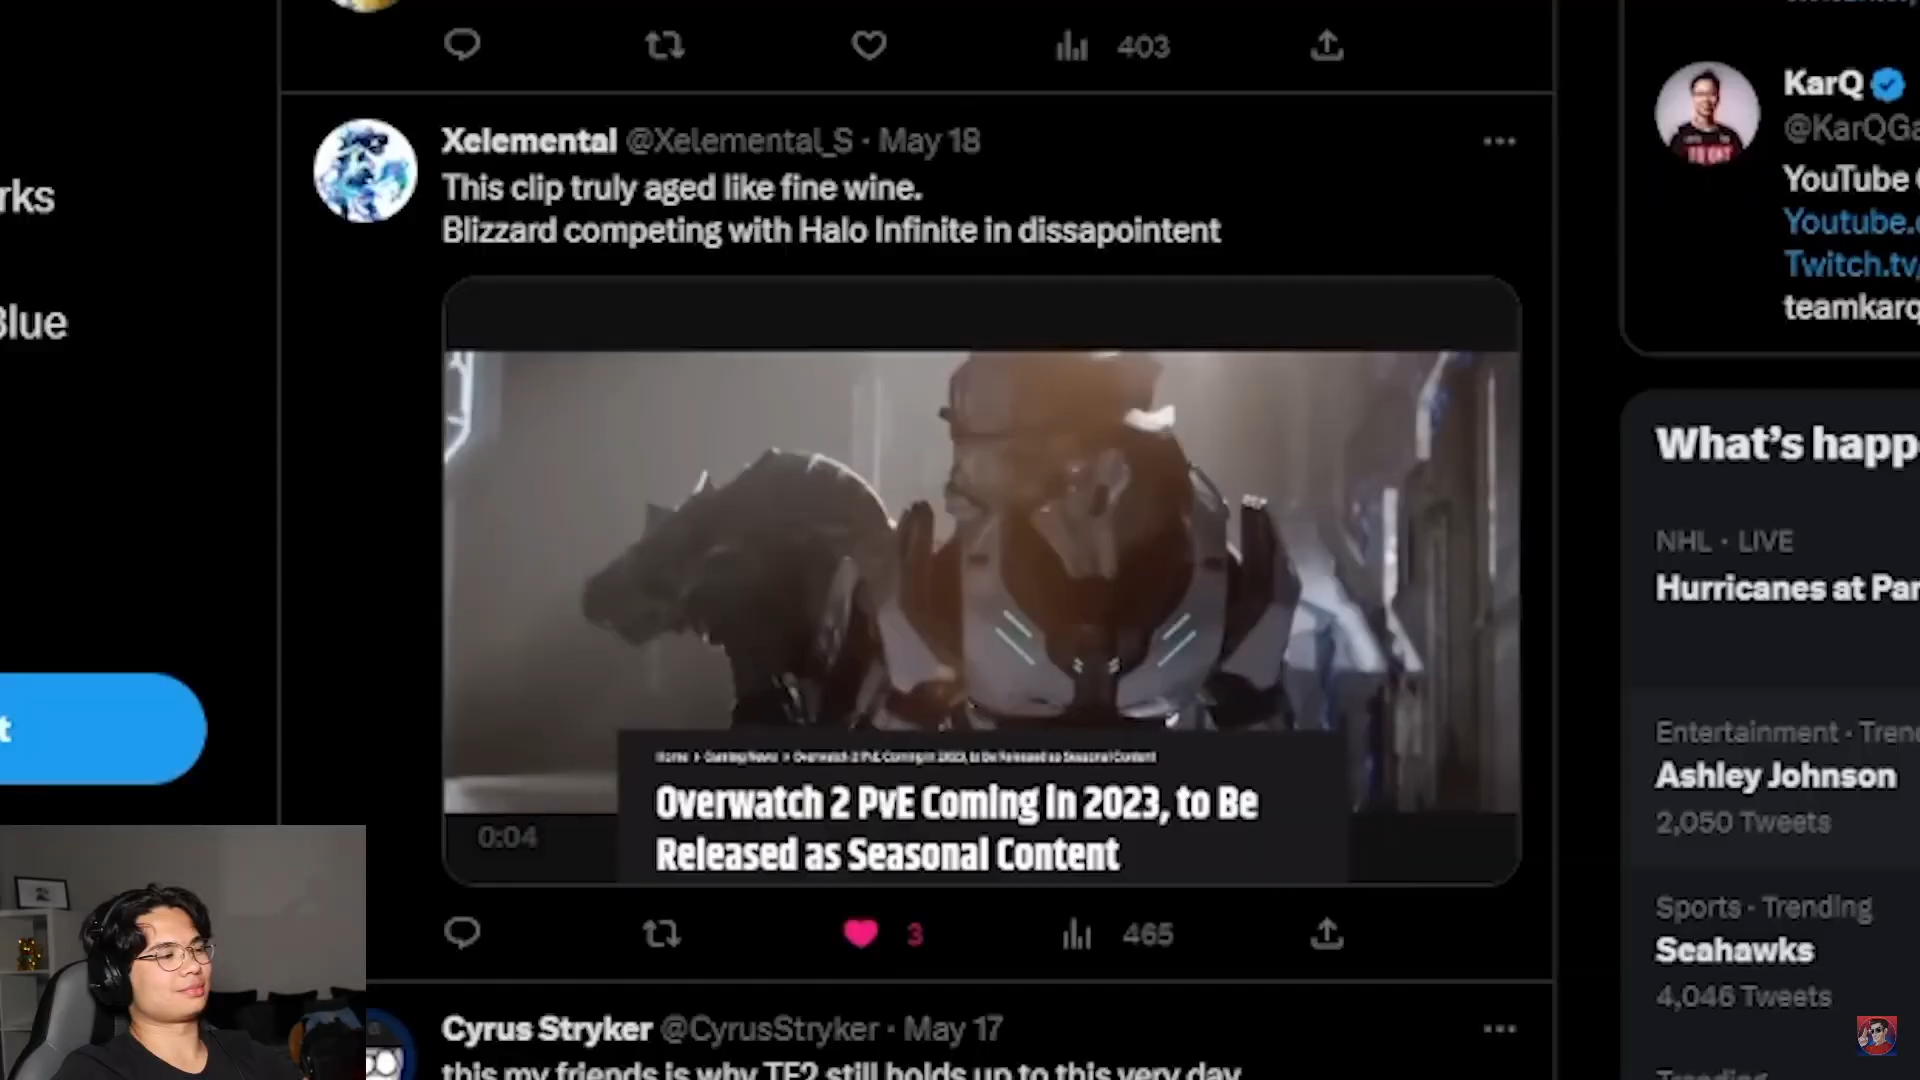 403
Xelemental @Xelemental_S · May 18
This clip truly aged like fine wine.
Blizzard competing with Halo Infinite in dissapointent
Home > Gaming News > Overwatch 2 PvE Coming in 2023, to Be Released as Seasonal Content
Overwatch 2 PvE Coming in 2023, to Be
Released as Seasonal Content
0:04
3
465
Cyrus Stryker @CyrusStryker · May 17
this my friends is why TF2 still holds up to this very day
rks
Blue
t
KarQ
@KarQGa
YouTube
Youtube.
Twitch.tv/
teamkarq
What's happ
NHL · LIVE
Hurricanes at Pan
Entertainment · Tren
Ashley Johnson
2,050 Tweets
Sports · Trending
Seahawks
4,046 Tweets
Trending